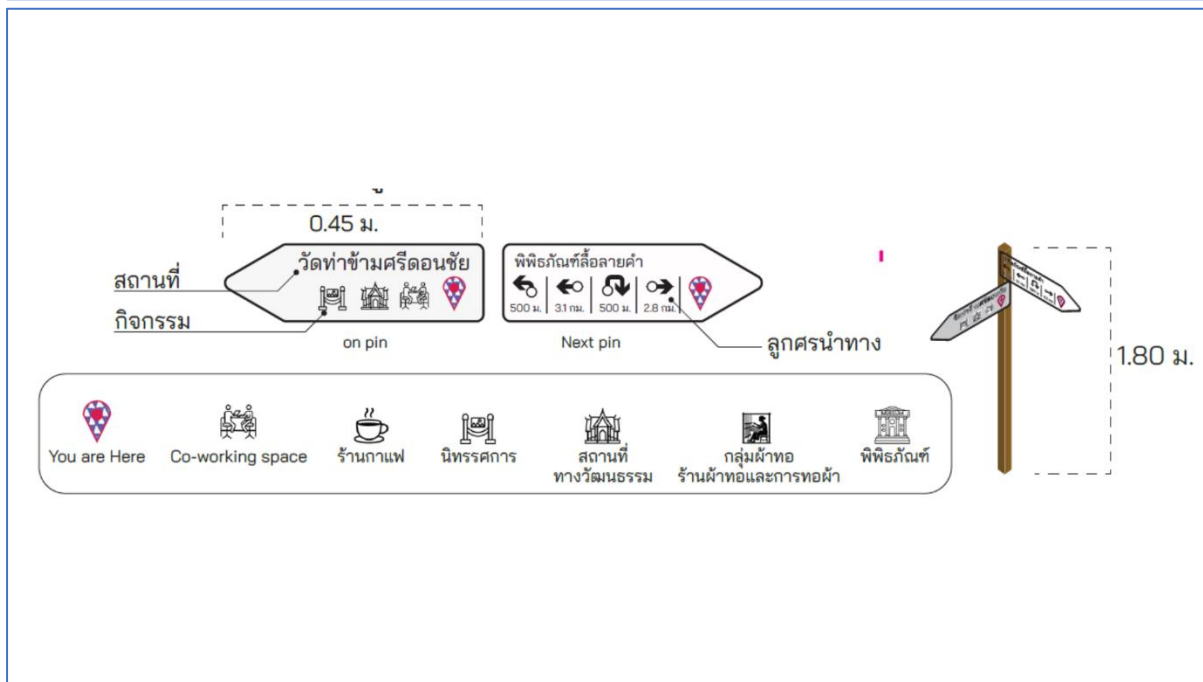 0.45 ม.
สถานที่
กิจกรรม
วัดท่าข้ามศรีดอนชัย
on pin
พิพิธภัณฑ์ลื้อลายคำ
500 ม.
3.1 กม.
500 ม.
2.8 กม.
Next pin
ลูกศรนำทาง
1.80 ม.
You are Here
Co-working space
ร้านกาแฟ
นิทรรศการ
สถานที่
ทางวัฒนธรรม
กลุ่มผ้าทอ
ร้านผ้าทอและการทอผ้า
พิพิธภัณฑ์